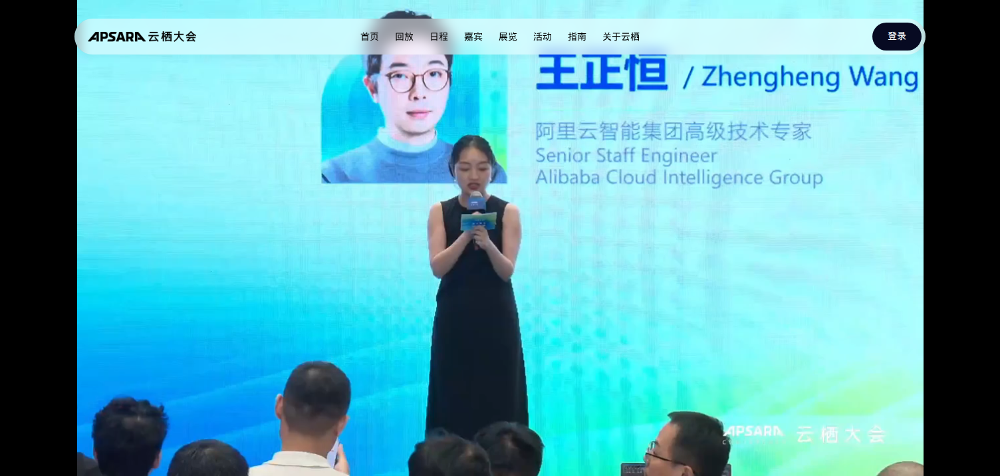 APSARA 云栖大会
首页 回放 日程 嘉宾 展览 活动 指南 关于云栖
登录
王正恒 / Zhengheng Wang
阿里云智能集团高级技术专家
Senior Staff Engineer
Alibaba Cloud Intelligence Group
APSARA 云栖大会